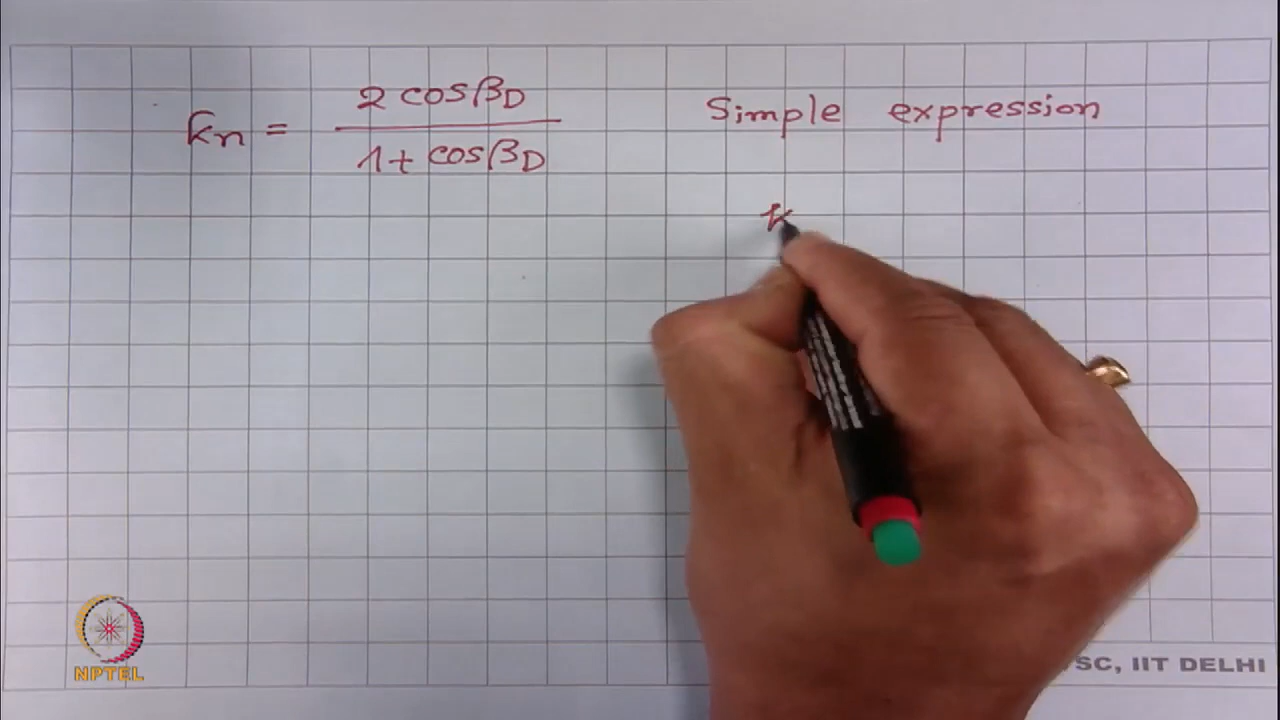 kn = 2 cosβD / 1 + cosβD
Simple expression
k
NPTEL
SC, IIT DELHI